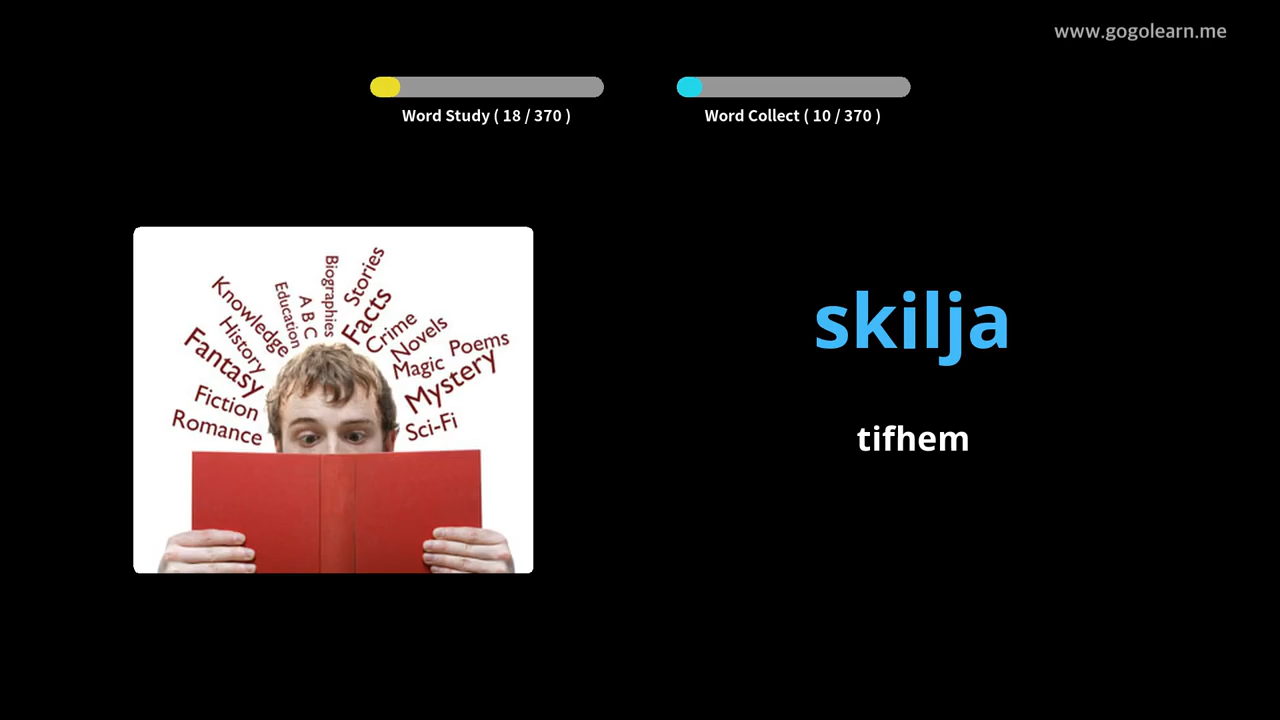 www.gogolearn.me
Word Study ( 18 / 370 )
Word Collect ( 10 / 370 )
Biographies
Stories
Education
A B C
Facts
Knowledge
Crime
History
Novels
Fantasy
Magic
Poems
Mystery
Fiction
Romance
Sci-Fi
skilja
tifhem